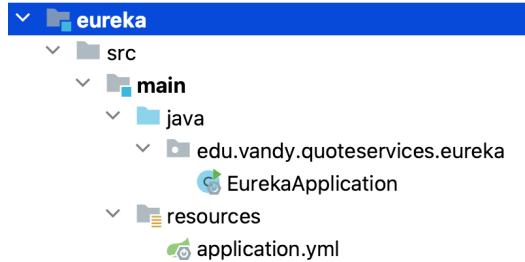 eureka
src
main
java
edu.vandy.quoteservices.eureka
EurekaApplication
resources
application.yml